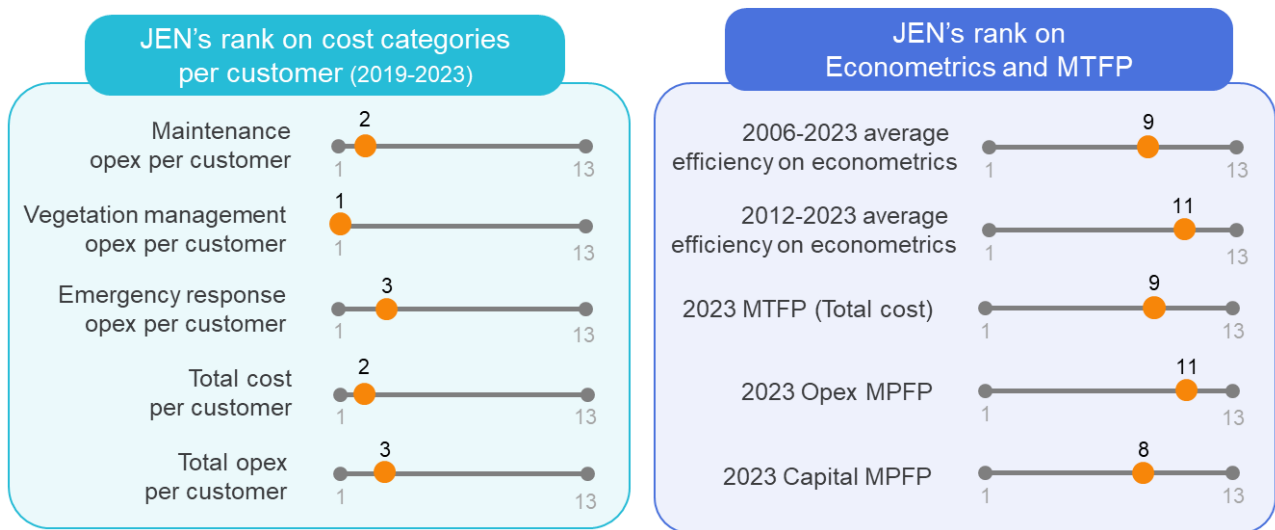 JEN's rank on cost categories
per customer (2019-2023)
Maintenance
opex per customer
2
1
13
Vegetation management
opex per customer
1
1
13
Emergency response
opex per customer
3
1
13
Total cost
per customer
2
1
13
Total opex
per customer
3
1
13
JEN's rank on
Econometrics and MTFP
2006-2023 average
efficiency on econometrics
9
1
13
2012-2023 average
efficiency on econometrics
11
1
13
2023 MTFP (Total cost)
9
1
13
2023 Opex MPFP
11
1
13
2023 Capital MPFP
8
1
13